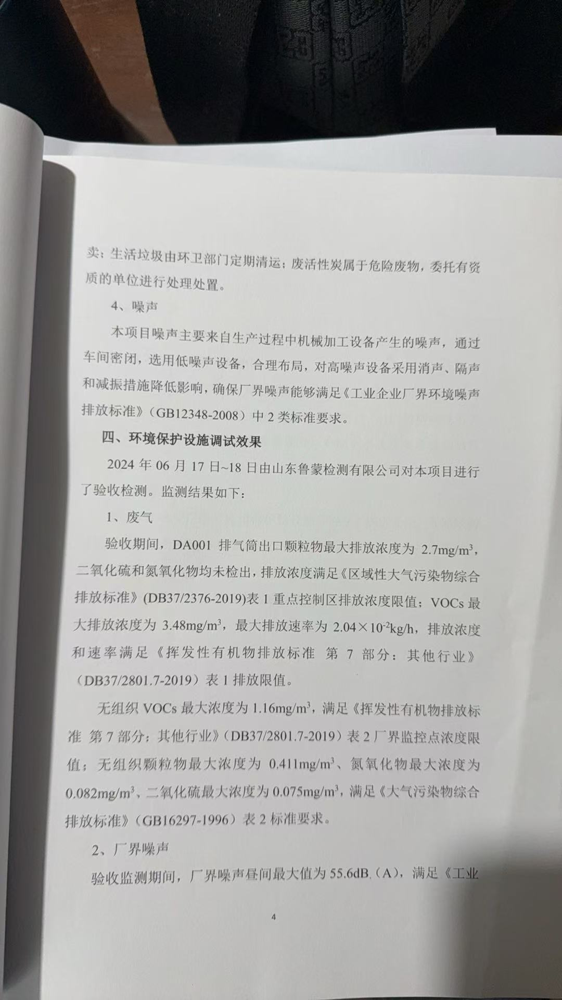 卖；生活垃圾由环卫部门定期清运；废活性炭属于危险废物，委托有资
质的单位进行处理处置。
4、噪声
本项目噪声主要来自生产过程中机械加工设备产生的噪声，通过
车间密闭，选用低噪声设备，合理布局，对高噪声设备采用消声、隔声
和减振措施降低影响，确保厂界噪声能够满足《工业企业厂界环境噪声
排放标准》（GB12348-2008）中 2 类标准要求。
四、环境保护设施调试效果
2024 年 06 月 17 日~18 日由山东鲁蒙检测有限公司对本项目进行
了验收检测。监测结果如下：
1、废气
验收期间，DA001 排气筒出口颗粒物最大排放浓度为 2.7mg/m³，
二氧化硫和氮氧化物均未检出，排放浓度满足《区域性大气污染物综合
排放标准》(DB37/2376-2019)表 1 重点控制区排放浓度限值；VOCs 最
大排放浓度为 3.48mg/m³，最大排放速率为 2.04×10⁻²kg/h，排放浓度
和速率满足《挥发性有机物排放标准 第 7 部分：其他行业》
（DB37/2801.7-2019）表 1 排放限值。
无组织 VOCs 最大浓度为 1.16mg/m³，满足《挥发性有机物排放标
准 第 7 部分：其他行业》（DB37/2801.7-2019）表 2 厂界监控点浓度限
值；无组织颗粒物最大浓度为 0.411mg/m³、氮氧化物最大浓度为
0.082mg/m³、二氧化硫最大浓度为 0.075mg/m³，满足《大气污染物综合
排放标准》（GB16297-1996）表 2 标准要求。
2、厂界噪声
验收监测期间，厂界噪声昼间最大值为 55.6dB（A），满足《工业
4